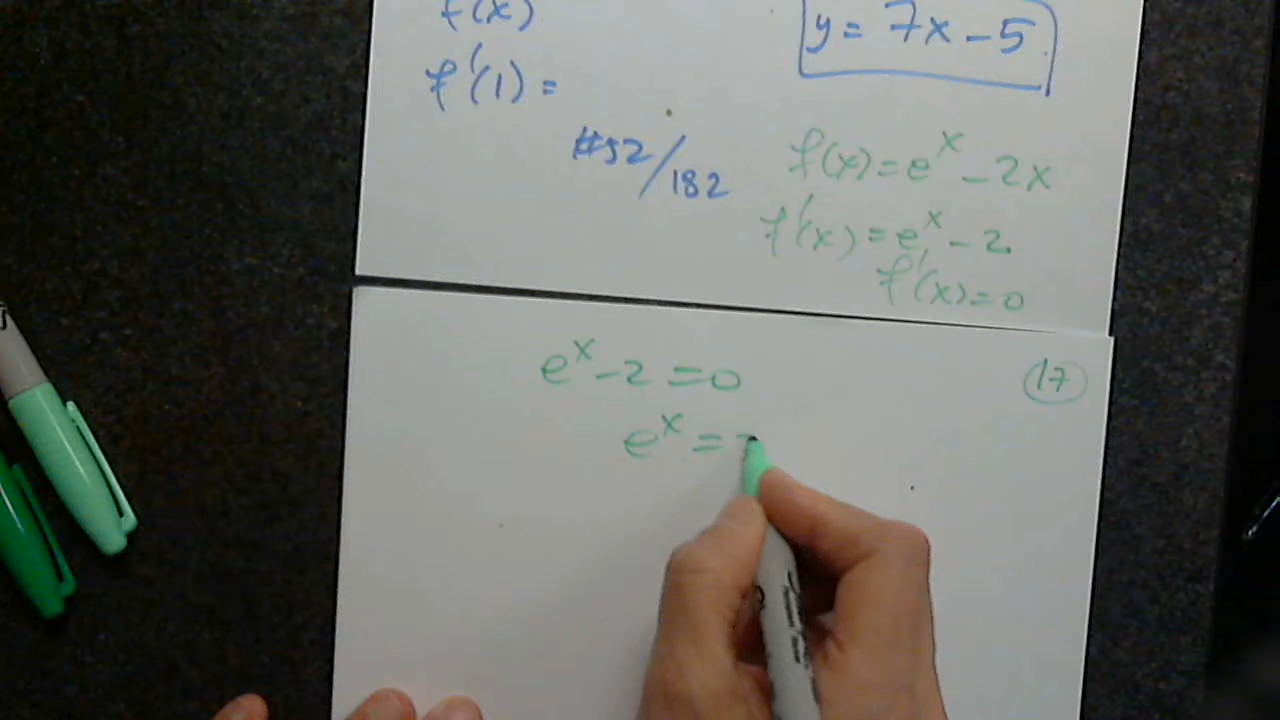 f(x)
y = 7x - 5
f'(1) =
#52/182
f(x) = e^x - 2x
f'(x) = e^x - 2
f'(x) = 0
e^x - 2 = 0
17
e^x =